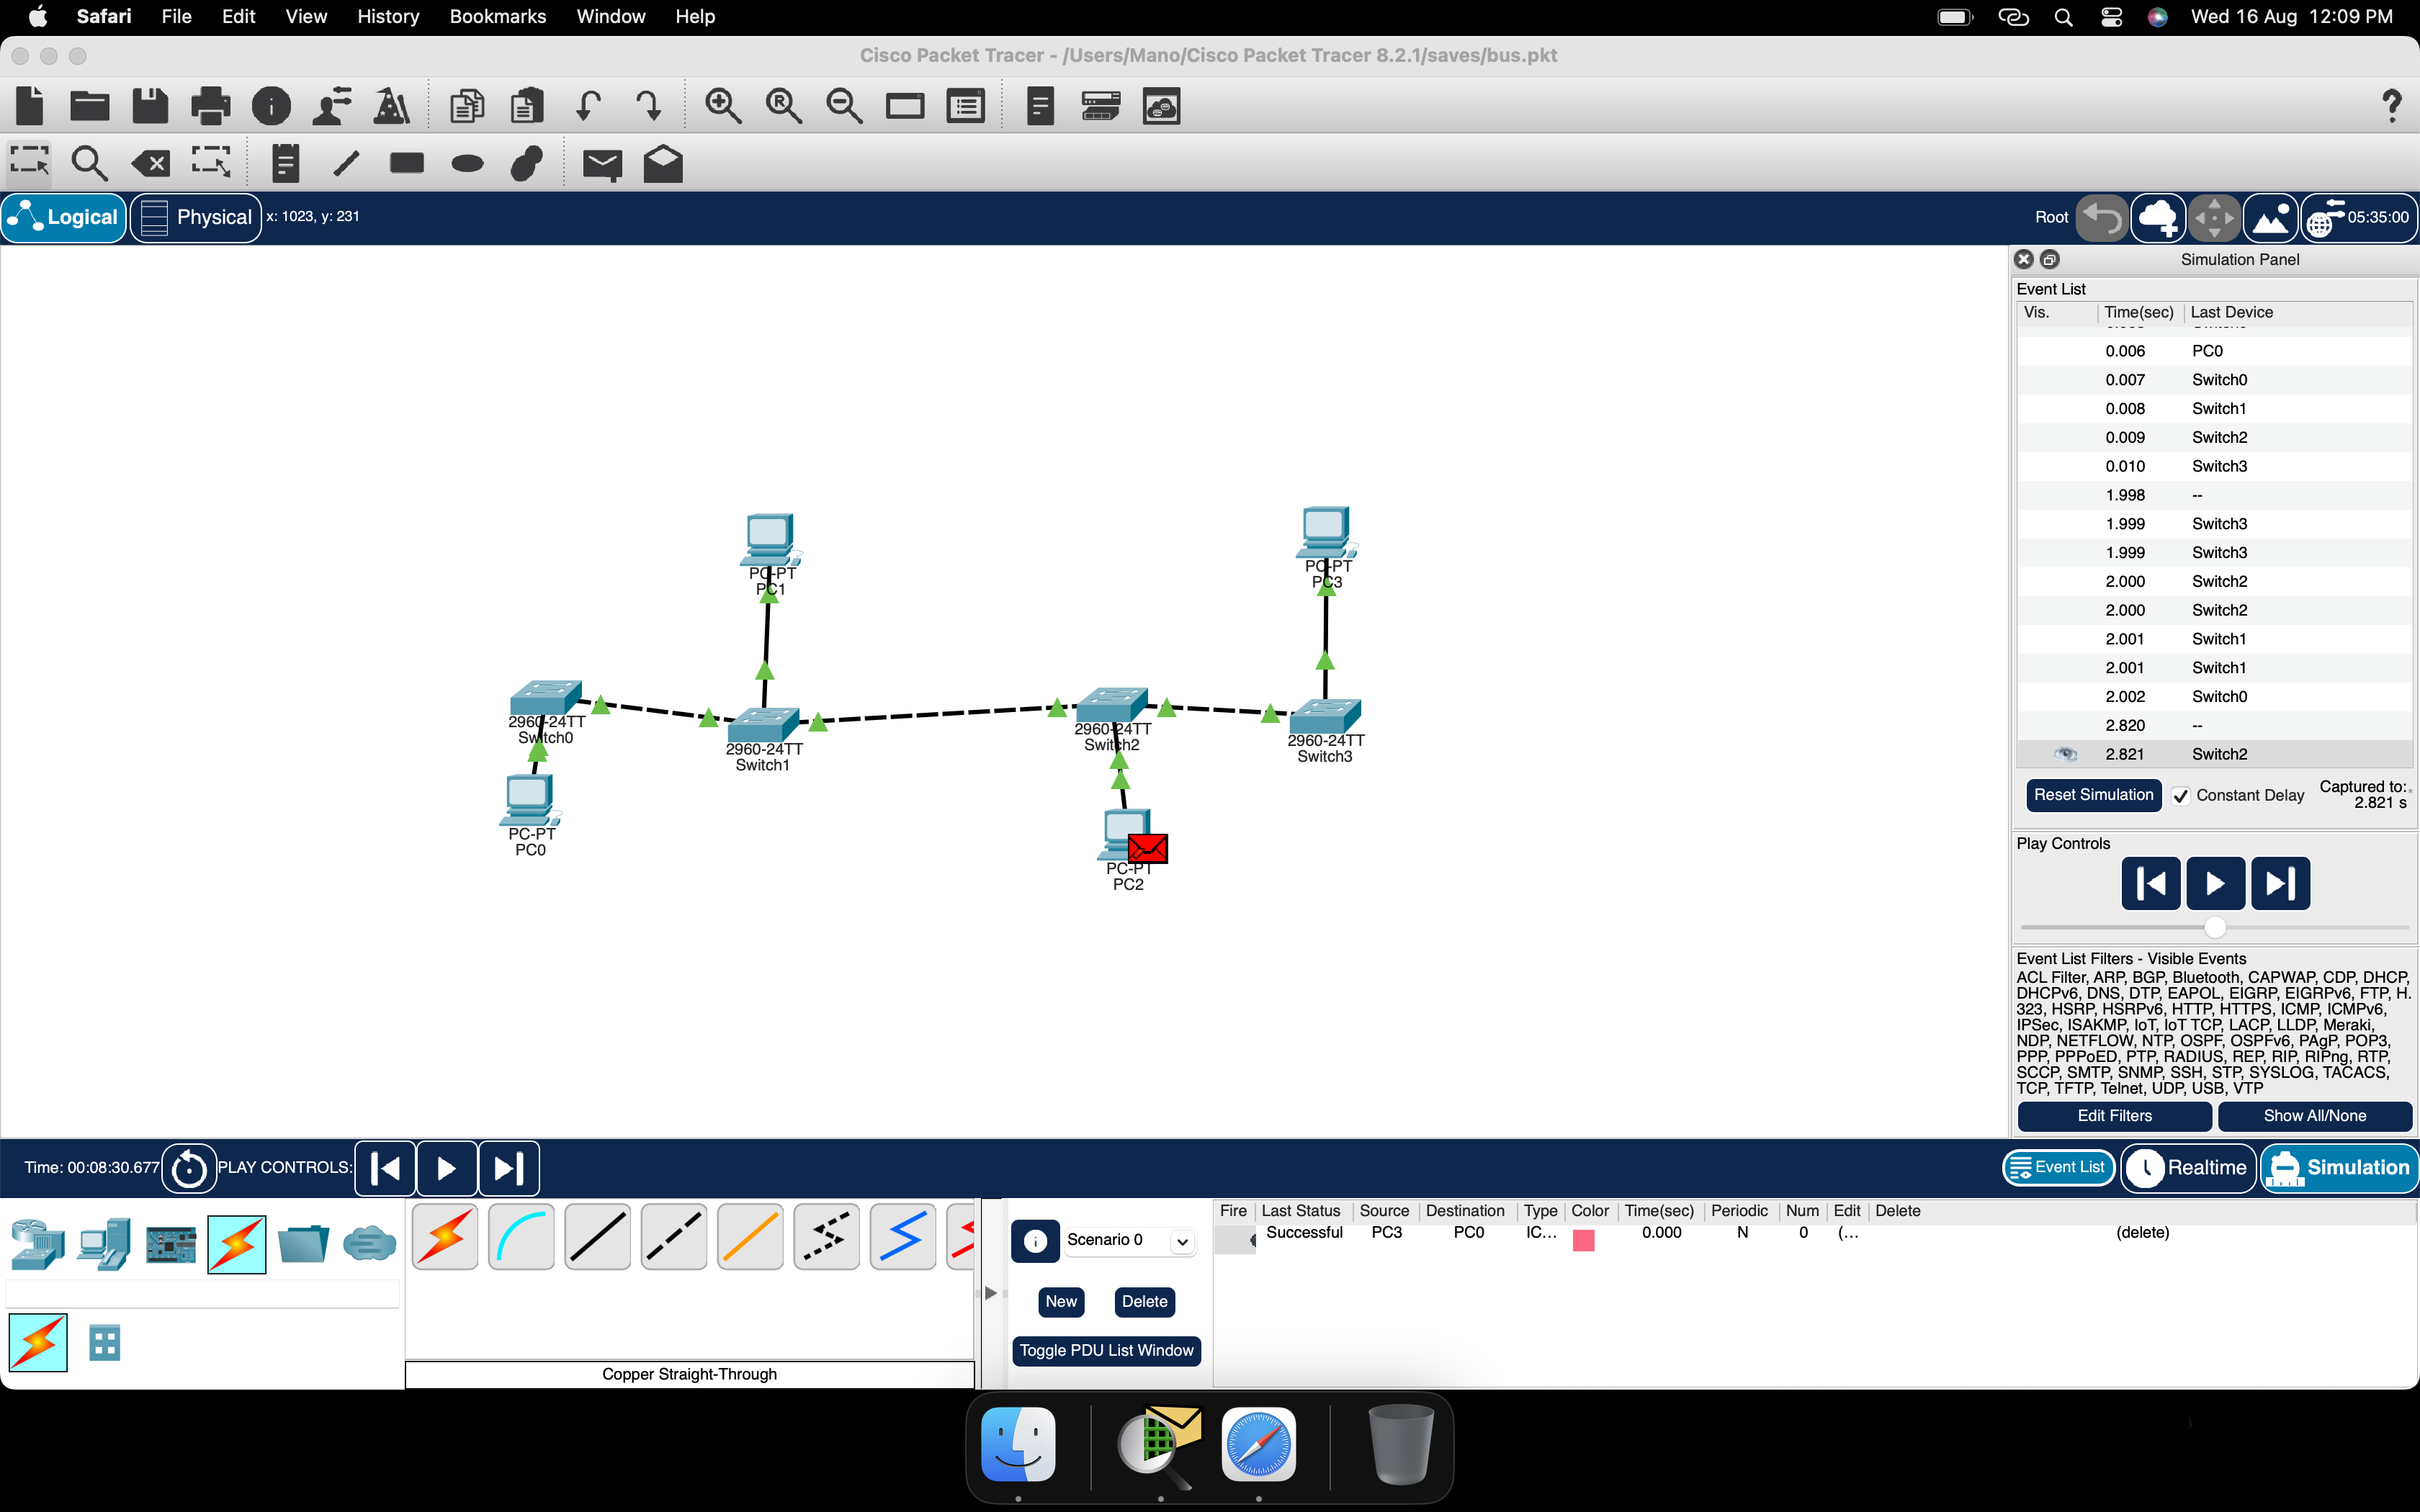 Safari File Edit View History Bookmarks Window Help Wed 16 Aug 12:09 PM
Cisco Packet Tracer - /Users/Mano/Cisco Packet Tracer 8.2.1/saves/bus.pkt
Logical Physical x: 1023, y: 231 Root 05:35:00
Simulation Panel
Event List
Vis. Time(sec) Last Device
0.006 PC0
0.007 Switch0
0.008 Switch1
0.009 Switch2
0.010 Switch3
1.998 --
1.999 Switch3
1.999 Switch3
2.000 Switch2
2.000 Switch2
2.001 Switch1
2.001 Switch1
2.002 Switch0
2.820 --
2.821 Switch2
Reset Simulation Constant Delay Captured to:
2.821 s
Play Controls
Event List Filters - Visible Events
ACL Filter, ARP, BGP, Bluetooth, CAPWAP, CDP, DHCP,
DHCPv6, DNS, DTP, EAPOL, EIGRP, EIGRPv6, FTP, H.
323, HSRP, HSRPv6, HTTP, HTTPS, ICMP, ICMPv6,
IPSec, ISAKMP, IoT, IoT TCP, LACP, LLDP, Meraki,
NDP, NETFLOW, NTP, OSPF, OSPFv6, PAgP, POP3,
PPP, PPPoED, PTP, RADIUS, REP, RIP, RIPng, RTP,
SCCP, SMTP, SNMP, SSH, STP, SYSLOG, TACACS,
TCP, TFTP, Telnet, UDP, USB, VTP
Edit Filters Show All/None
PC-PT
PC1
PC-PT
PC3
2960-24TT
Switch0
2960-24TT
Switch1
2960-24TT
Switch2
2960-24TT
Switch3
PC-PT
PC0
PC-PT
PC2
Time: 00:08:30.677 PLAY CONTROLS: Event List Realtime Simulation
Scenario 0
New Delete
Toggle PDU List Window
Fire Last Status Source Destination Type Color Time(sec) Periodic Num Edit Delete
Successful PC3 PC0 IC... 0.000 N 0 (... (delete)
Copper Straight-Through